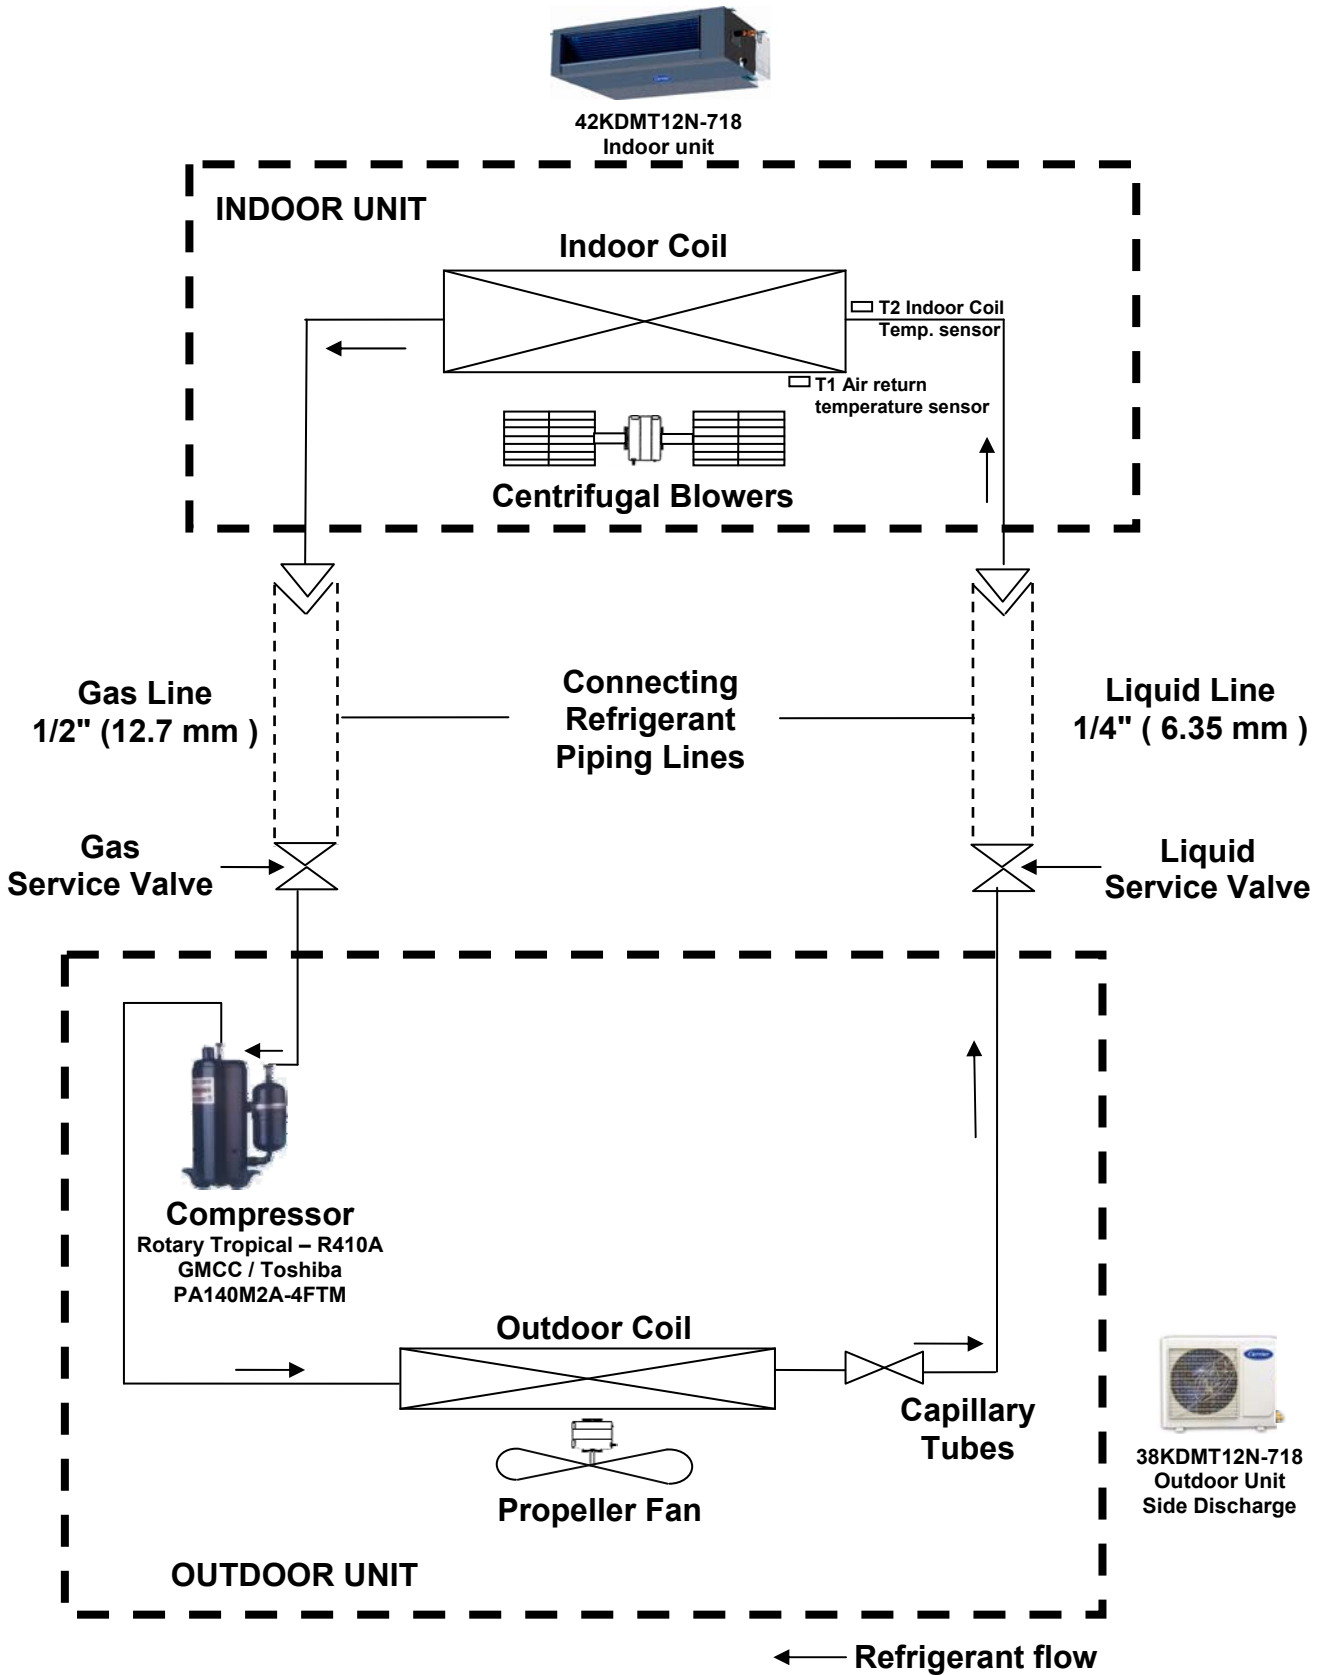 42KDMT12N-718
Indoor unit
INDOOR UNIT
Indoor Coil
T2 Indoor Coil
Temp. sensor
T1 Air return
temperature sensor
Centrifugal Blowers
Gas Line
1/2" (12.7 mm )
Connecting
Refrigerant
Piping Lines
Liquid Line
1/4" ( 6.35 mm )
Gas
Service Valve
Liquid
Service Valve
Compressor
Rotary Tropical – R410A
GMCC / Toshiba
PA140M2A-4FTM
Outdoor Coil
Capillary
Tubes
Propeller Fan
Carrier
38KDMT12N-718
Outdoor Unit
Side Discharge
OUTDOOR UNIT
Refrigerant flow